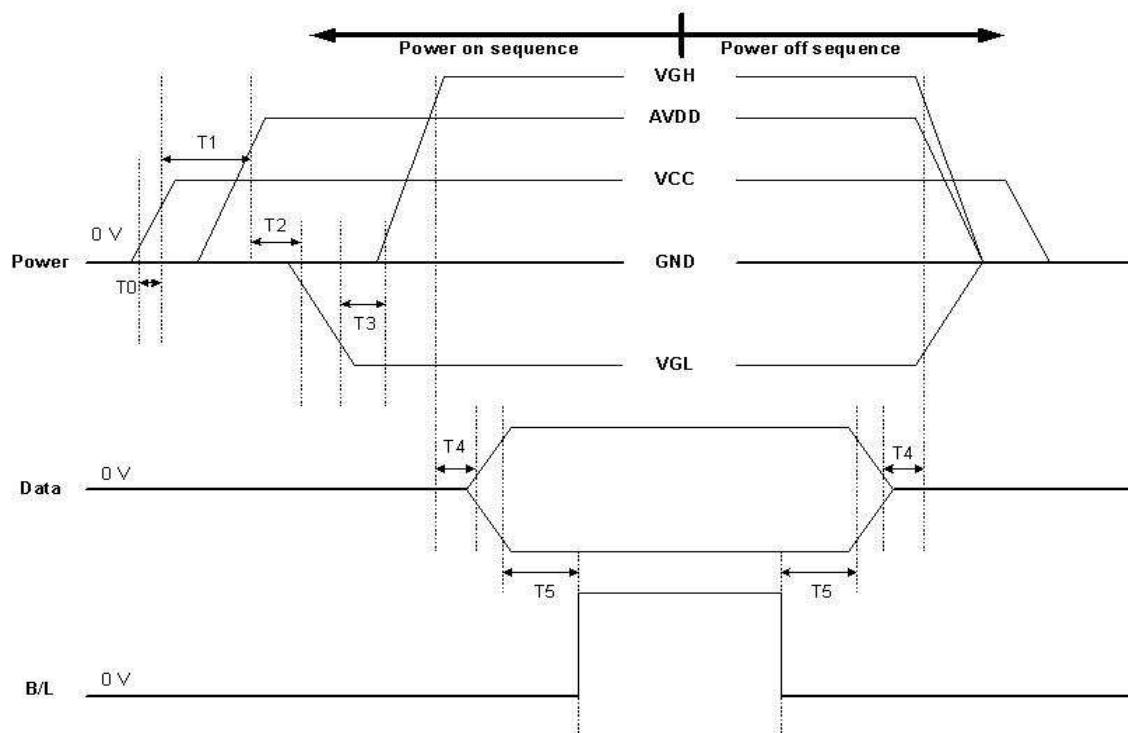 Power on sequence
Power off sequence
VGH
AVDD
T1
VCC
T2
0 V
Power
GND
T0
T3
VGL
T4
T4
0 V
Data
T5
T5
0 V
B/L